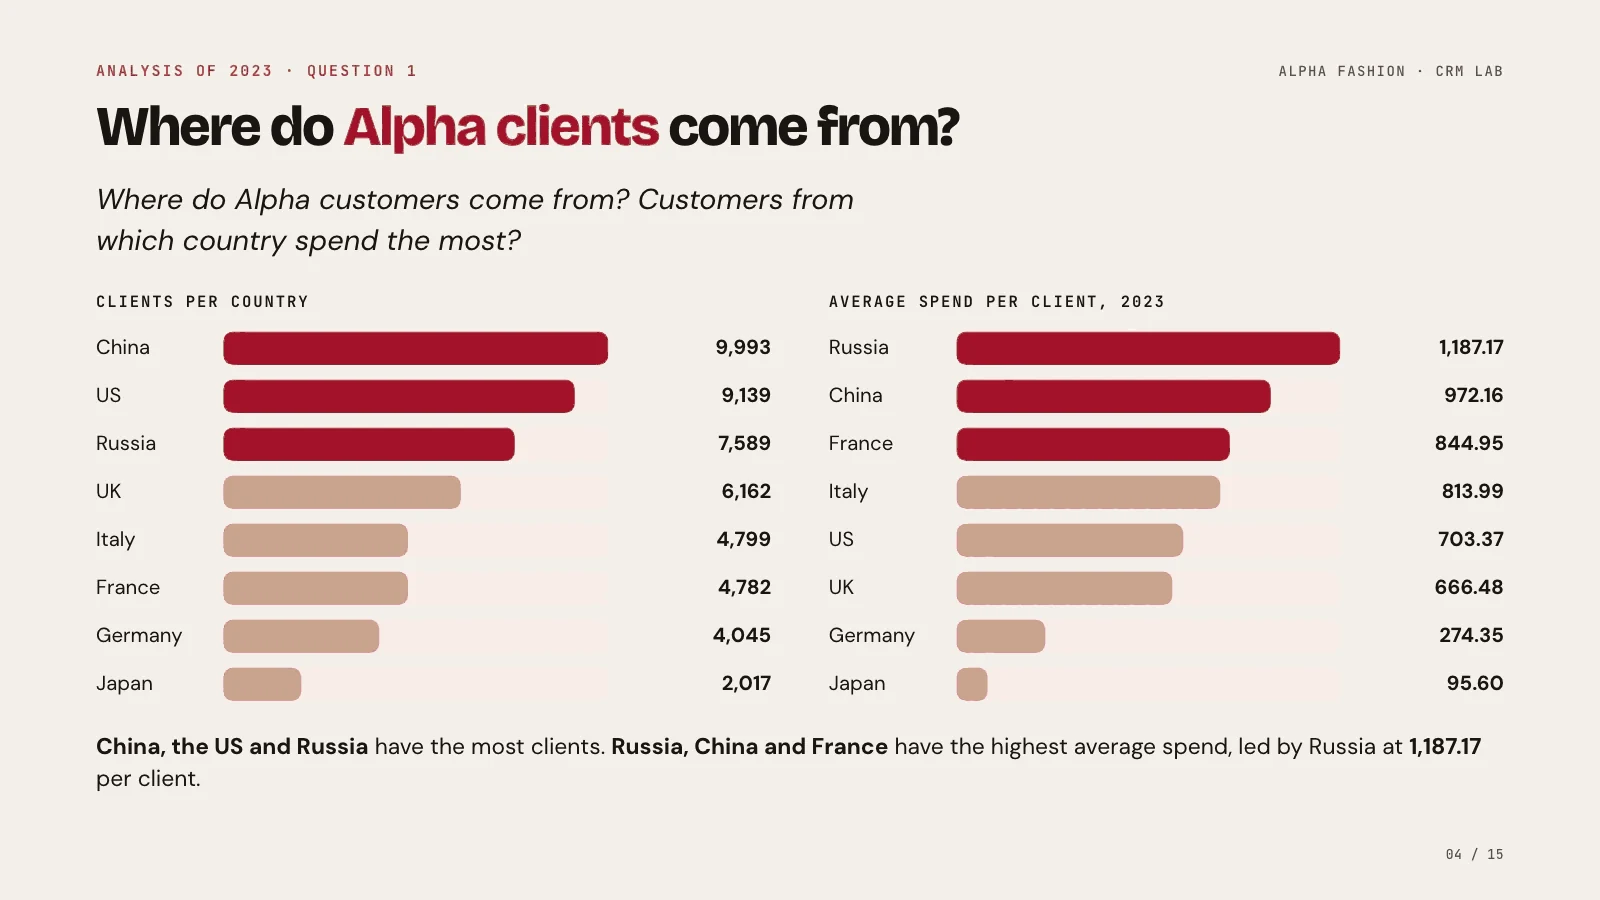 ANALYSIS OF 2023 · QUESTION 1
ALPHA FASHION · CRM LAB
Where do Alpha clients come from?
Where do Alpha customers come from? Customers from
which country spend the most?
CLIENTS PER COUNTRY
China 9,993
US 9,139
Russia 7,589
UK 6,162
Italy 4,799
France 4,782
Germany 4,045
Japan 2,017
AVERAGE SPEND PER CLIENT, 2023
Russia 1,187.17
China 972.16
France 844.95
Italy 813.99
US 703.37
UK 666.48
Germany 274.35
Japan 95.60
China, the US and Russia have the most clients. Russia, China and France have the highest average spend, led by Russia at 1,187.17
per client.
04 / 15